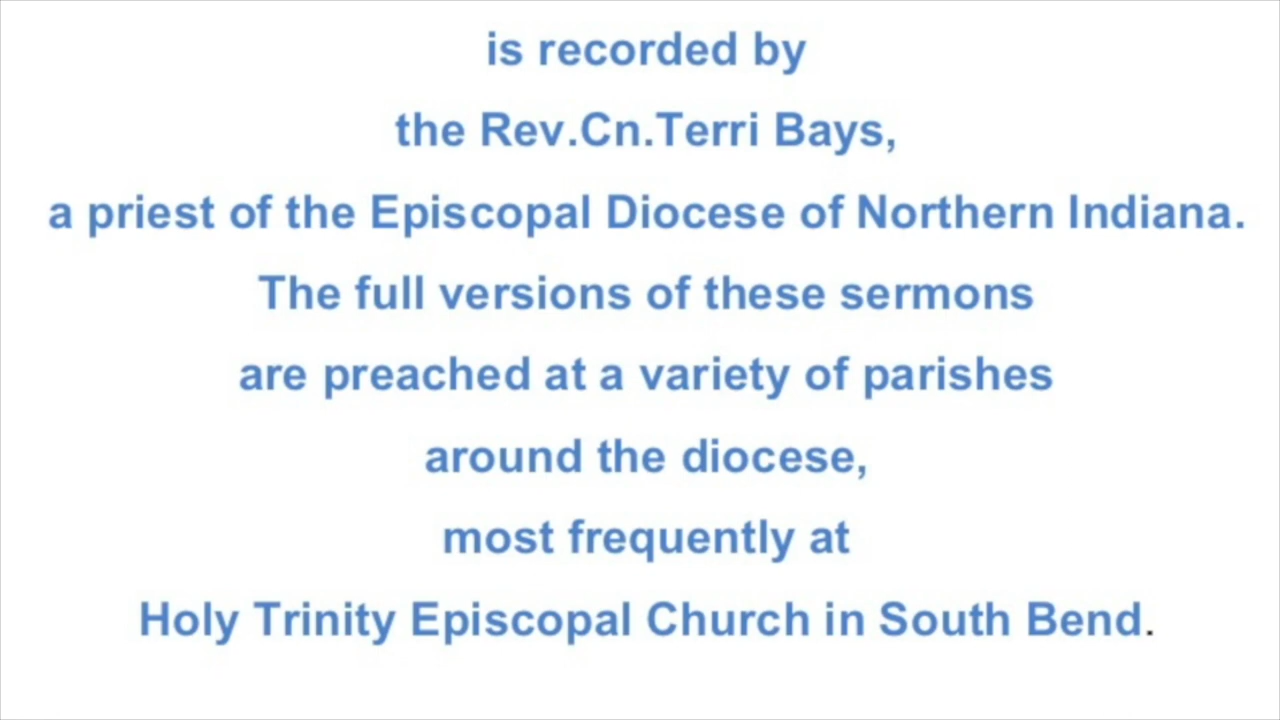 is recorded by
the Rev.Cn.Terri Bays,
a priest of the Episcopal Diocese of Northern Indiana.
The full versions of these sermons
are preached at a variety of parishes
around the diocese,
most frequently at
Holy Trinity Episcopal Church in South Bend.